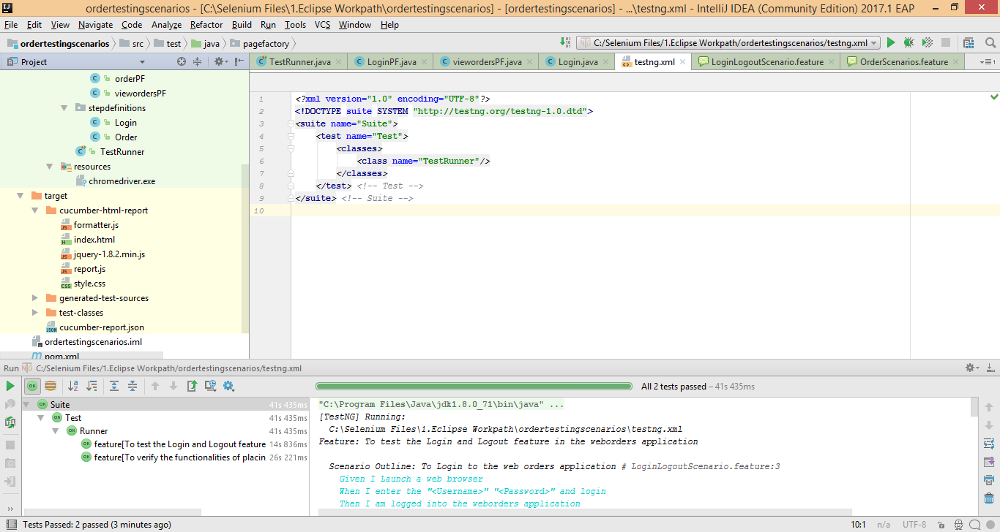 ordertestingscenarios - [C:\Selenium Files\1.Eclipse Workpath\ordertestingscenarios] - [ordertestingscenarios] - ...\testng.xml - IntelliJ IDEA (Community Edition) 2017.1 EAP
File Edit View Navigate Code Analyze Refactor Build Run Tools VCS Window Help
ordertestingscenarios src test java pagefactory C:/Selenium Files/1.Eclipse Workpath/ordertestingscenarios/testng.xml
Project TestRunner.java LoginPF.java viewordersPF.java Login.java testng.xml LoginLogoutScenario.feature OrderScenarios.feature
orderPF
viewordersPF
stepdefinitions
Login
Order
TestRunner
resources
chromedriver.exe
target
cucumber-html-report
formatter.js
index.html
jquery-1.8.2.min.js
report.js
style.css
generated-test-sources
test-classes
cucumber-report.json
ordertestingscenarios.iml
pom.xml
1 <?xml version="1.0" encoding="UTF-8"?>
2 <!DOCTYPE suite SYSTEM "http://testng.org/testng-1.0.dtd">
3 <suite name="Suite">
4 <test name="Test">
5 <classes>
6 <class name="TestRunner"/>
7 </classes>
8 </test> <!-- Test -->
9 </suite> <!-- Suite -->
10
Run C:/Selenium Files/1.Eclipse Workpath/ordertestingscenarios/testng.xml
All 2 tests passed – 41s 435ms
Suite 41s 435ms
Test 41s 435ms
Runner 41s 435ms
feature[To test the Login and Logout feature 14s 836ms
feature[To verify the functionalities of placin 26s 221ms
"C:\Program Files\Java\jdk1.8.0_71\bin\java" ...
[TestNG] Running:
C:\Selenium Files\1.Eclipse Workpath\ordertestingscenarios\testng.xml
Feature: To test the Login and Logout feature in the weborders application
Scenario Outline: To Login to the web orders application # LoginLogoutScenario.feature:3
Given I Launch a web browser
When I enter the "<Username>" "<Password>" and login
Then I am logged into the weborders application
Tests Passed: 2 passed (3 minutes ago) 10:1 n/a UTF-8